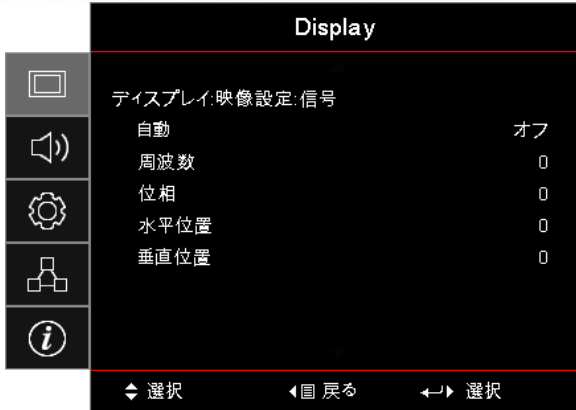 Display
ディスプレイ:映像設定:信号
自動 オフ
周波数 0
位相 0
水平位置 0
垂直位置 0
選択 戻る 選択